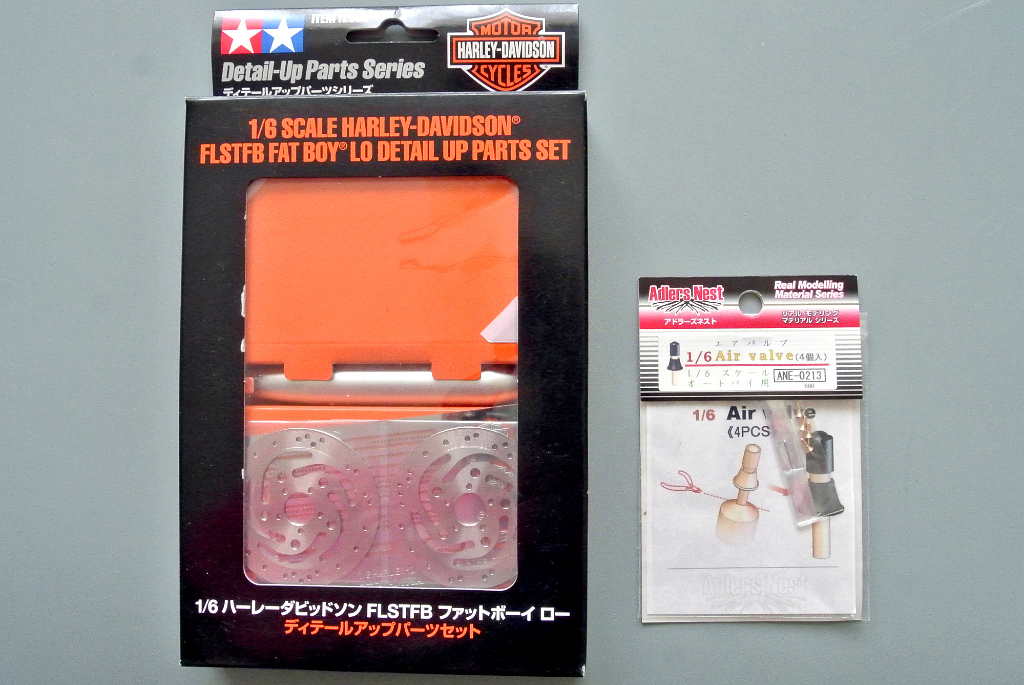 Detail-Up Parts Series
ディテールアップパーツシリーズ
MOTOR
HARLEY-DAVIDSON
CYCLES
1/6 SCALE HARLEY-DAVIDSON®
FLSTFB FAT BOY® LO DETAIL UP PARTS SET
1/6 ハーレーダビッドソン FLSTFB ファットボーイ ロー
ディテールアップパーツセット
Adlers Nest
アドラーズネスト
Real Modelling
Material Series
リアル モデリング
マテリアル シリーズ
エアバルブ
1/6 Air valve(4個入)
1/6 スケール
オートバイ用
ANE-0213
600
1/6 Air valve
《4PCS》
Adlers Nest